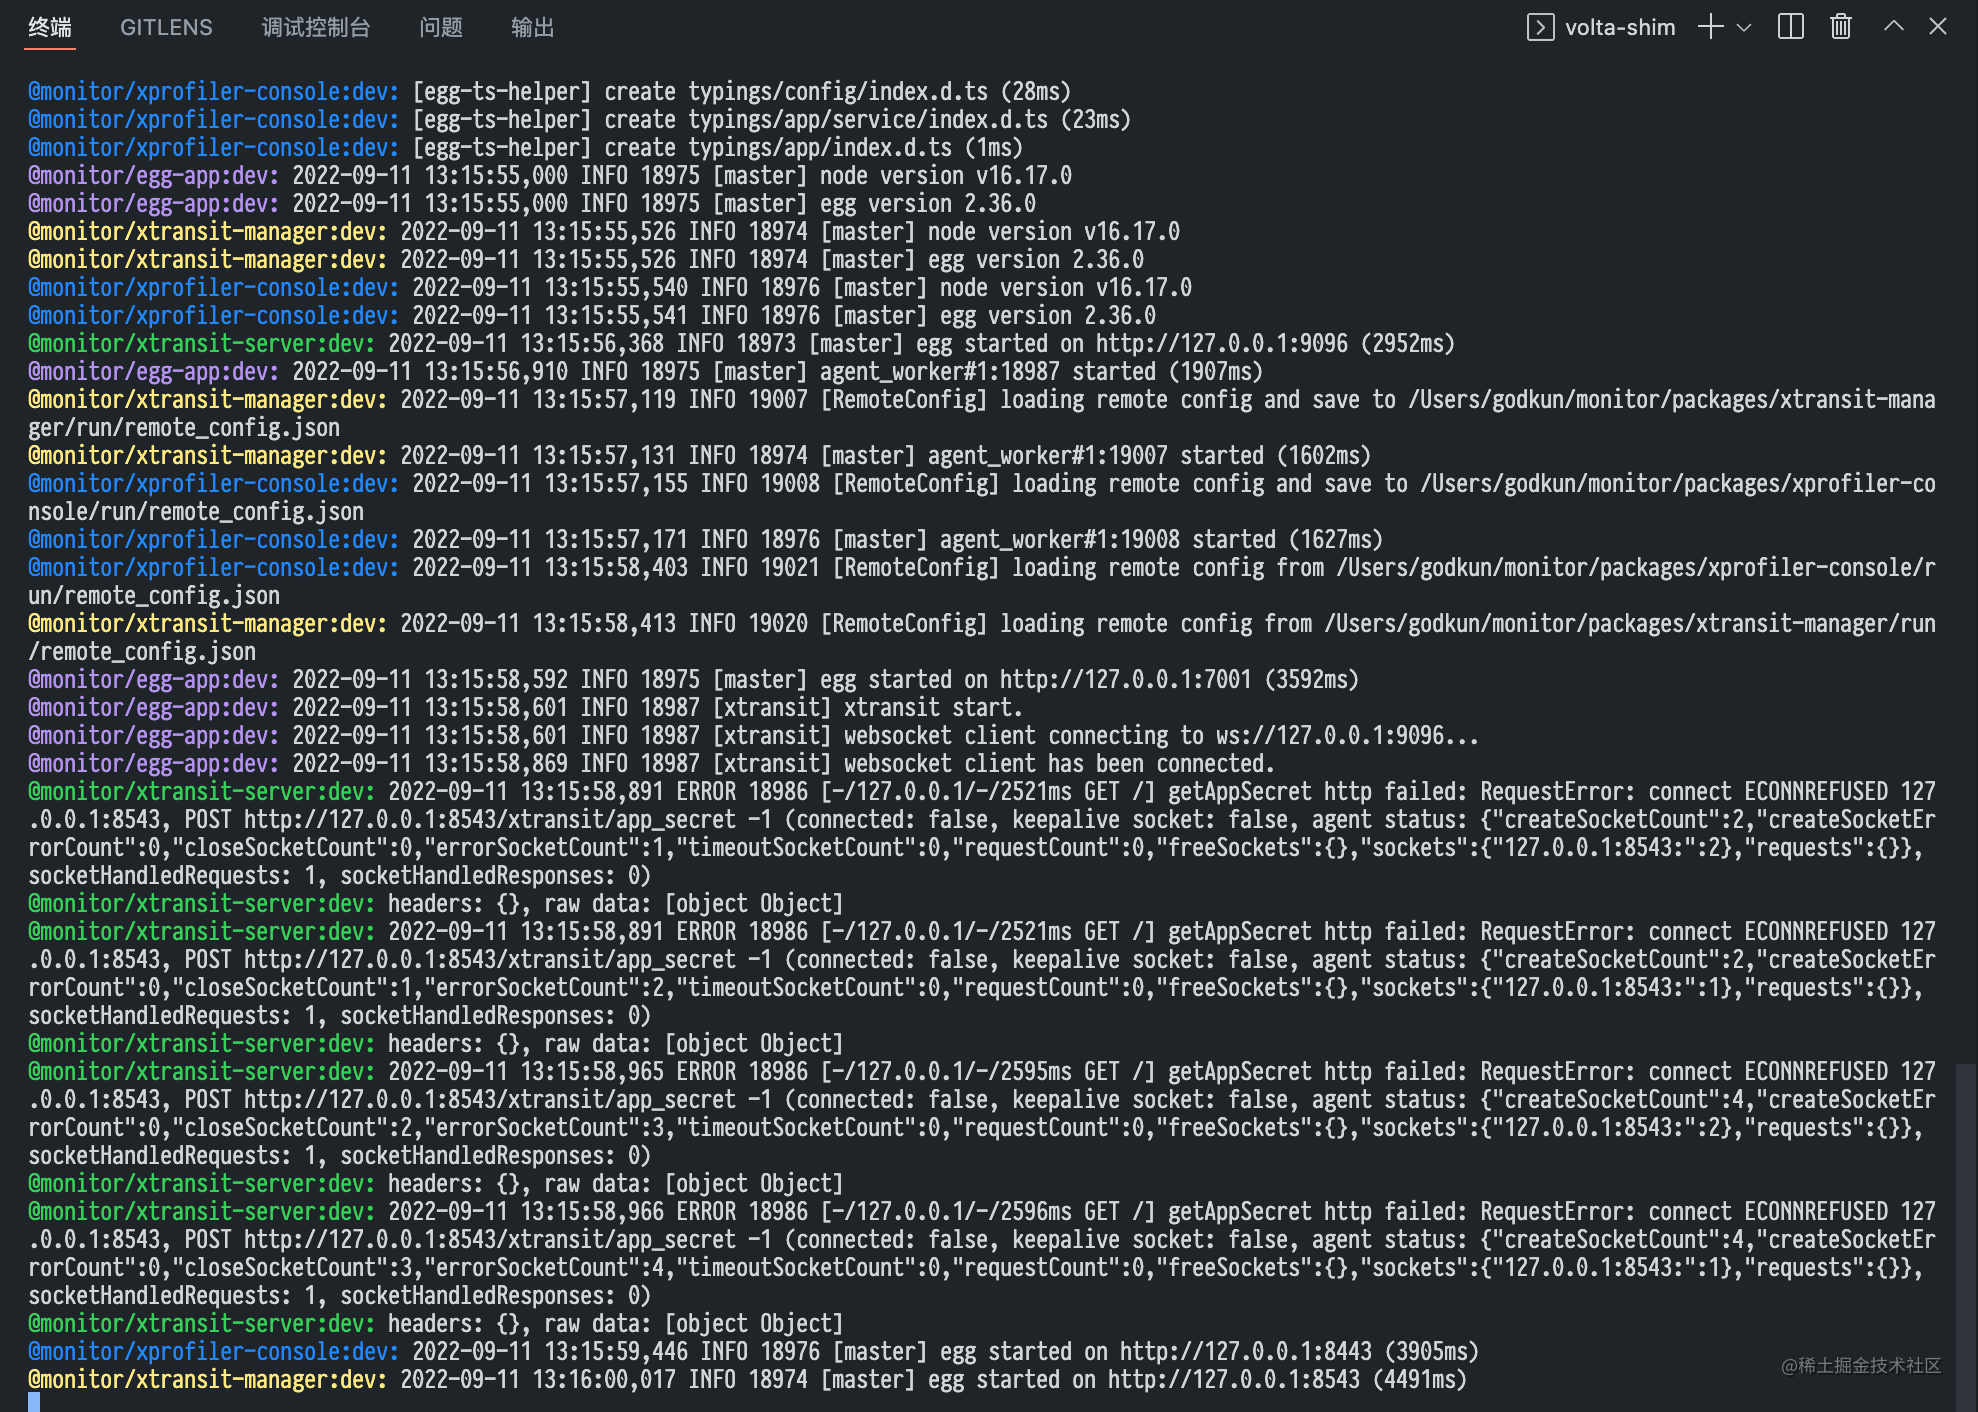 终端 GITLENS 调试控制台 问题 输出 volta-shim
@monitor/xprofiler-console:dev: [egg-ts-helper] create typings/config/index.d.ts (28ms)
@monitor/xprofiler-console:dev: [egg-ts-helper] create typings/app/service/index.d.ts (23ms)
@monitor/xprofiler-console:dev: [egg-ts-helper] create typings/app/index.d.ts (1ms)
@monitor/egg-app:dev: 2022-09-11 13:15:55,000 INFO 18975 [master] node version v16.17.0
@monitor/egg-app:dev: 2022-09-11 13:15:55,000 INFO 18975 [master] egg version 2.36.0
@monitor/xtransit-manager:dev: 2022-09-11 13:15:55,526 INFO 18974 [master] node version v16.17.0
@monitor/xtransit-manager:dev: 2022-09-11 13:15:55,526 INFO 18974 [master] egg version 2.36.0
@monitor/xprofiler-console:dev: 2022-09-11 13:15:55,540 INFO 18976 [master] node version v16.17.0
@monitor/xprofiler-console:dev: 2022-09-11 13:15:55,541 INFO 18976 [master] egg version 2.36.0
@monitor/xtransit-server:dev: 2022-09-11 13:15:56,368 INFO 18973 [master] egg started on http://127.0.0.1:9096 (2952ms)
@monitor/egg-app:dev: 2022-09-11 13:15:56,910 INFO 18975 [master] agent_worker#1:18987 started (1907ms)
@monitor/xtransit-manager:dev: 2022-09-11 13:15:57,119 INFO 19007 [RemoteConfig] loading remote config and save to /Users/godkun/monitor/packages/xtransit-mana
ger/run/remote_config.json
@monitor/xtransit-manager:dev: 2022-09-11 13:15:57,131 INFO 18974 [master] agent_worker#1:19007 started (1602ms)
@monitor/xprofiler-console:dev: 2022-09-11 13:15:57,155 INFO 19008 [RemoteConfig] loading remote config and save to /Users/godkun/monitor/packages/xprofiler-co
nsole/run/remote_config.json
@monitor/xprofiler-console:dev: 2022-09-11 13:15:57,171 INFO 18976 [master] agent_worker#1:19008 started (1627ms)
@monitor/xprofiler-console:dev: 2022-09-11 13:15:58,403 INFO 19021 [RemoteConfig] loading remote config from /Users/godkun/monitor/packages/xprofiler-console/r
un/remote_config.json
@monitor/xtransit-manager:dev: 2022-09-11 13:15:58,413 INFO 19020 [RemoteConfig] loading remote config from /Users/godkun/monitor/packages/xtransit-manager/run
/remote_config.json
@monitor/egg-app:dev: 2022-09-11 13:15:58,592 INFO 18975 [master] egg started on http://127.0.0.1:7001 (3592ms)
@monitor/egg-app:dev: 2022-09-11 13:15:58,601 INFO 18987 [xtransit] xtransit start.
@monitor/egg-app:dev: 2022-09-11 13:15:58,601 INFO 18987 [xtransit] websocket client connecting to ws://127.0.0.1:9096...
@monitor/egg-app:dev: 2022-09-11 13:15:58,869 INFO 18987 [xtransit] websocket client has been connected.
@monitor/xtransit-server:dev: 2022-09-11 13:15:58,891 ERROR 18986 [-/127.0.0.1/-/2521ms GET /] getAppSecret http failed: RequestError: connect ECONNREFUSED 127
.0.0.1:8543, POST http://127.0.0.1:8543/xtransit/app_secret -1 (connected: false, keepalive socket: false, agent status: {"createSocketCount":2,"createSocketEr
rorCount":0,"closeSocketCount":0,"errorSocketCount":1,"timeoutSocketCount":0,"requestCount":0,"freeSockets":{},"sockets":{"127.0.0.1:8543:":2},"requests":{}},
socketHandledRequests: 1, socketHandledResponses: 0)
@monitor/xtransit-server:dev: headers: {}, raw data: [object Object]
@monitor/xtransit-server:dev: 2022-09-11 13:15:58,891 ERROR 18986 [-/127.0.0.1/-/2521ms GET /] getAppSecret http failed: RequestError: connect ECONNREFUSED 127
.0.0.1:8543, POST http://127.0.0.1:8543/xtransit/app_secret -1 (connected: false, keepalive socket: false, agent status: {"createSocketCount":2,"createSocketEr
rorCount":0,"closeSocketCount":1,"errorSocketCount":2,"timeoutSocketCount":0,"requestCount":0,"freeSockets":{},"sockets":{"127.0.0.1:8543:":1},"requests":{}},
socketHandledRequests: 1, socketHandledResponses: 0)
@monitor/xtransit-server:dev: headers: {}, raw data: [object Object]
@monitor/xtransit-server:dev: 2022-09-11 13:15:58,965 ERROR 18986 [-/127.0.0.1/-/2595ms GET /] getAppSecret http failed: RequestError: connect ECONNREFUSED 127
.0.0.1:8543, POST http://127.0.0.1:8543/xtransit/app_secret -1 (connected: false, keepalive socket: false, agent status: {"createSocketCount":4,"createSocketEr
rorCount":0,"closeSocketCount":2,"errorSocketCount":3,"timeoutSocketCount":0,"requestCount":0,"freeSockets":{},"sockets":{"127.0.0.1:8543:":2},"requests":{}},
socketHandledRequests: 1, socketHandledResponses: 0)
@monitor/xtransit-server:dev: headers: {}, raw data: [object Object]
@monitor/xtransit-server:dev: 2022-09-11 13:15:58,966 ERROR 18986 [-/127.0.0.1/-/2596ms GET /] getAppSecret http failed: RequestError: connect ECONNREFUSED 127
.0.0.1:8543, POST http://127.0.0.1:8543/xtransit/app_secret -1 (connected: false, keepalive socket: false, agent status: {"createSocketCount":4,"createSocketEr
rorCount":0,"closeSocketCount":3,"errorSocketCount":4,"timeoutSocketCount":0,"requestCount":0,"freeSockets":{},"sockets":{"127.0.0.1:8543:":1},"requests":{}},
socketHandledRequests: 1, socketHandledResponses: 0)
@monitor/xtransit-server:dev: headers: {}, raw data: [object Object]
@monitor/xprofiler-console:dev: 2022-09-11 13:15:59,446 INFO 18976 [master] egg started on http://127.0.0.1:8443 (3905ms)
@monitor/xtransit-manager:dev: 2022-09-11 13:16:00,017 INFO 18974 [master] egg started on http://127.0.0.1:8543 (4491ms)
@稀土掘金技术社区